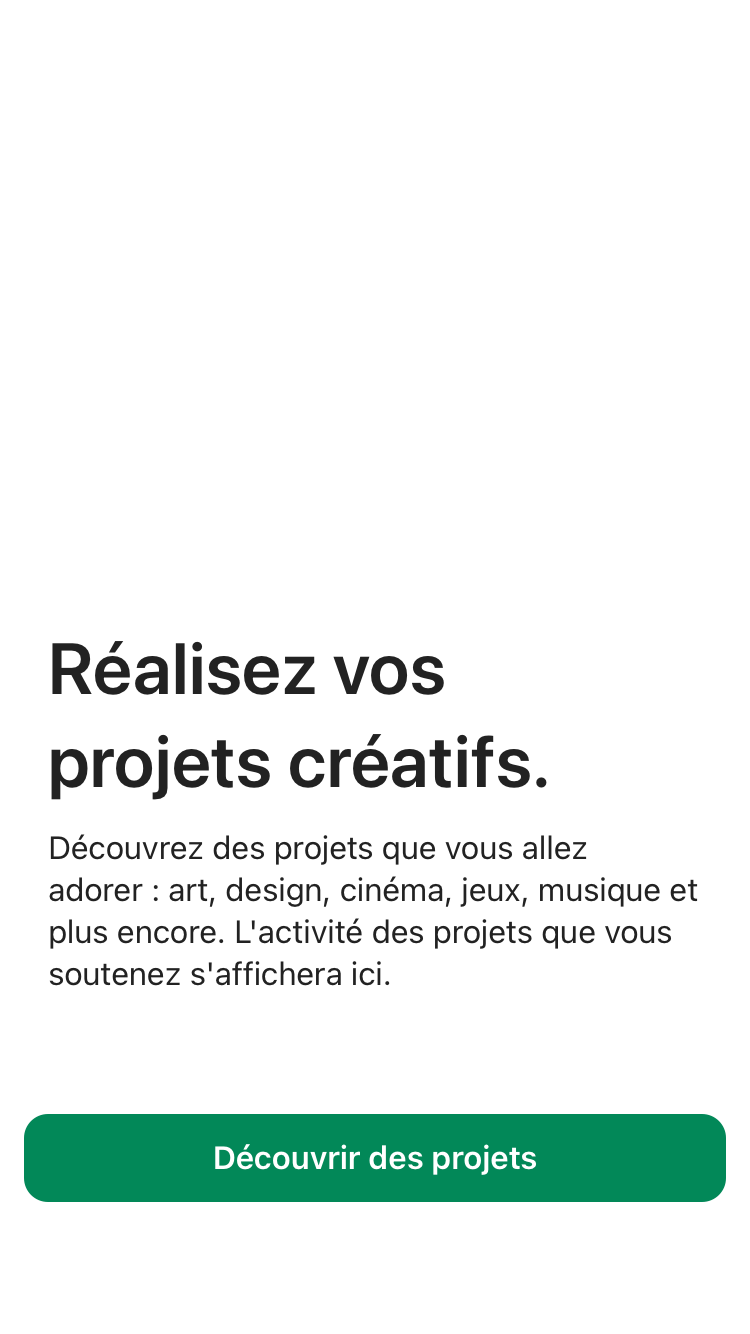 Réalisez vos
projets créatifs.
Découvrez des projets que vous allez
adorer : art, design, cinéma, jeux, musique et
plus encore. L'activité des projets que vous
soutenez s'affichera ici.
Découvrir des projets